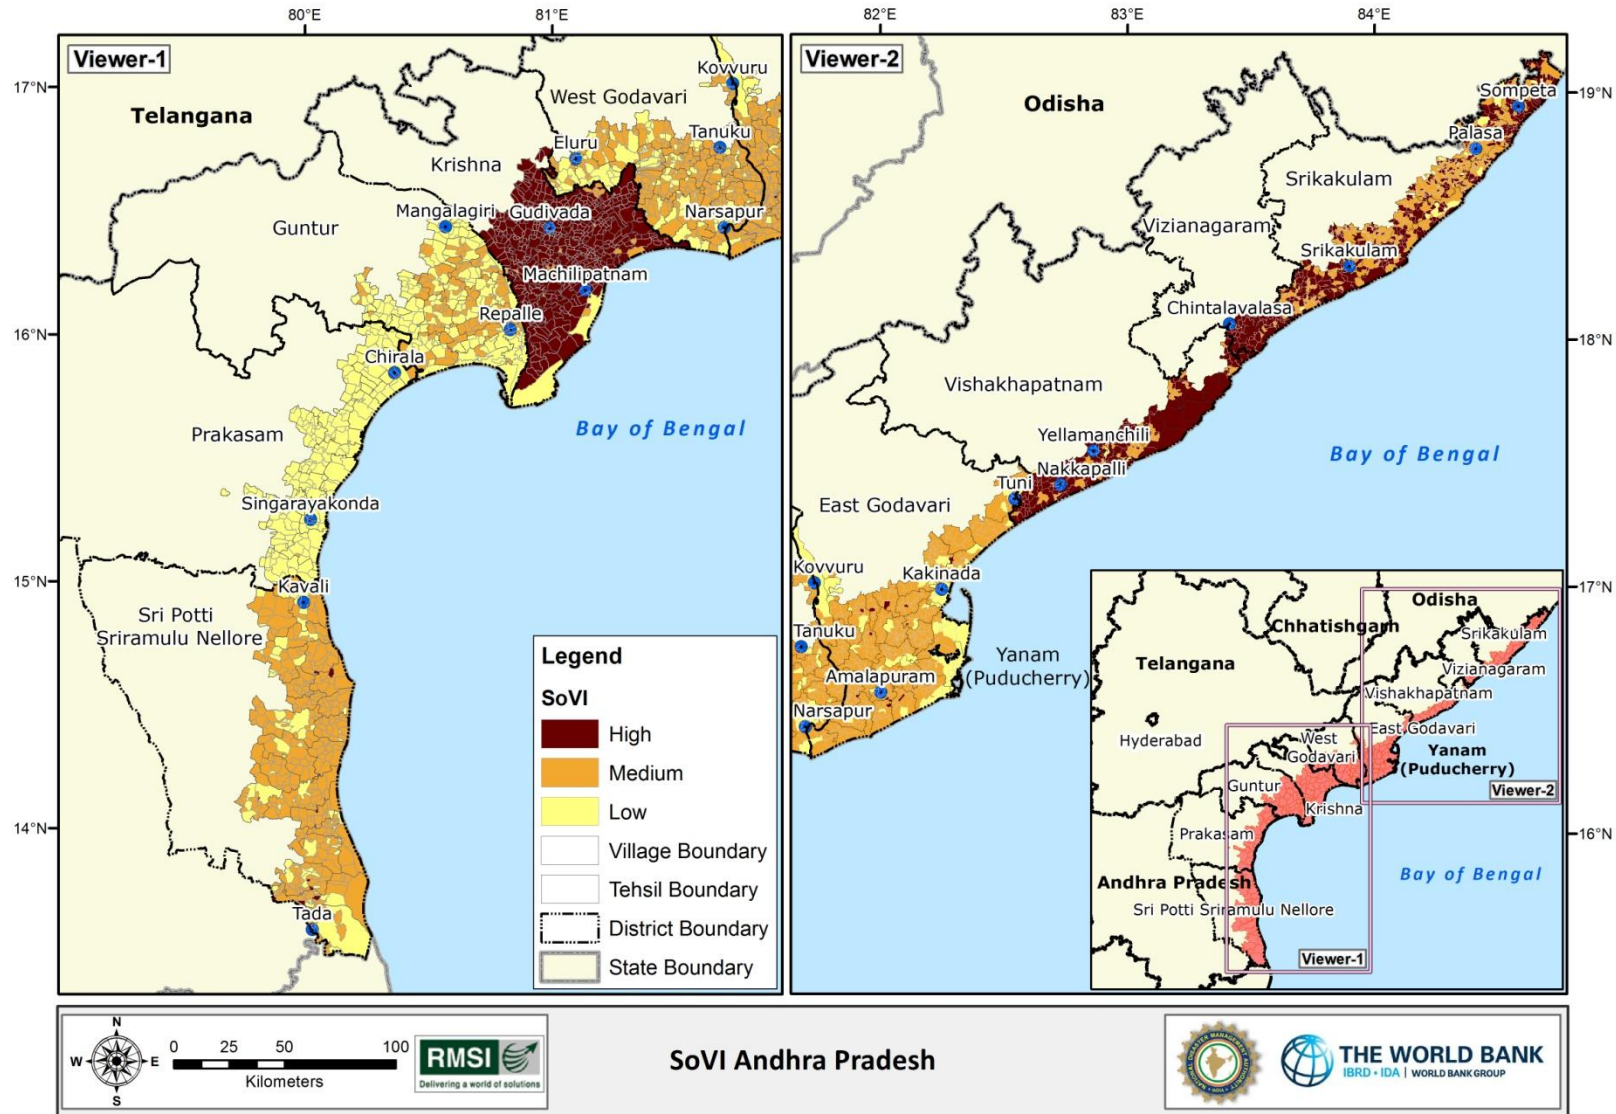 80°E
81°E
82°E
83°E
84°E
Viewer-1
Kovvuru
17°N
West Godavari
Telangana
Tanuku
Eluru
Krishna
Mangalagiri
Gudivada
Narsapur
Guntur
Machilipatnam
Repalle
16°N
Chirala
Bay of Bengal
Prakasam
Singarayakonda
15°N
Kavali
Sri Potti
Sriramulu Nellore
14°N
Tada
Legend
SoVI
High
Medium
Low
Village Boundary
Tehsil Boundary
District Boundary
State Boundary
Viewer-2
Odisha
Sompeta
19°N
Palasa
Srikakulam
Vizianagaram
Srikakulam
Chintalavalasa
18°N
Vishakhapatnam
Yellamanchili
Bay of Bengal
Nakkapalli
Tuni
East Godavari
Kovvuru
Kakinada
17°N
Tanuku
Yanam
(Puducherry)
Amalapuram
Narsapur
16°N
Odisha
Chhatishgarh
Srikakulam
Telangana
Vizianagaram
Vishakhapatnam
East Godavari
Hyderabad
West
Godavari
Yanam
(Puducherry)
Guntur
Viewer-2
Krishna
Prakasam
Bay of Bengal
Andhra Pradesh
Sri Potti Sriramulu Nellore
Viewer-1
N
W
E
S
0 25 50 100
Kilometers
RMSI
Delivering a world of solutions
SoVI Andhra Pradesh
THE WORLD BANK
IBRD • IDA | WORLD BANK GROUP